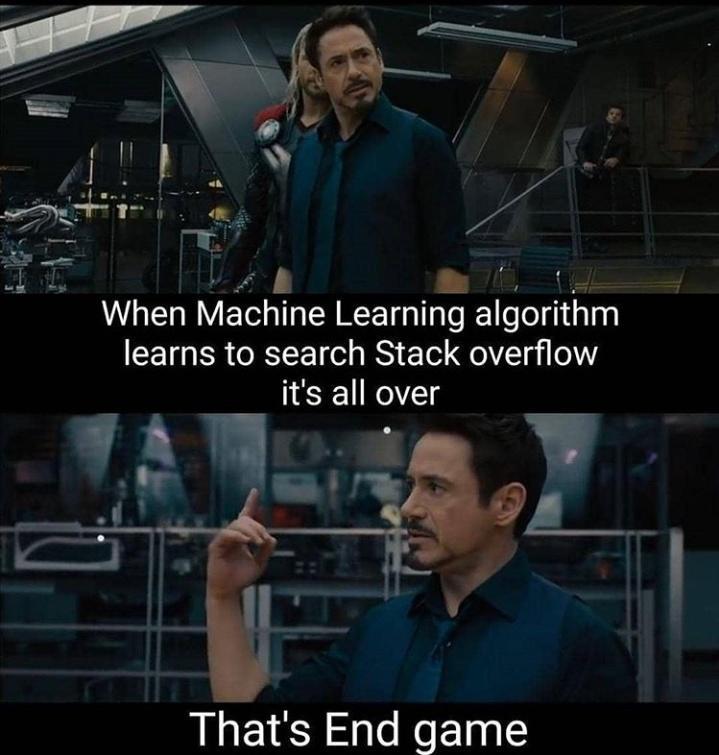 When Machine Learning algorithm
learns to search Stack overflow
it's all over
That's End game